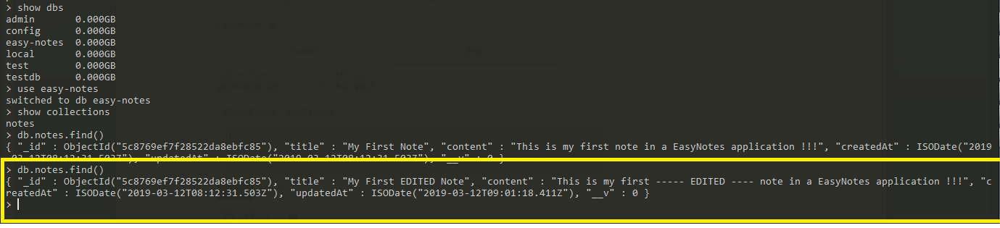 > show dbs
admin       0.000GB
config      0.000GB
easy-notes  0.000GB
local       0.000GB
test        0.000GB
testdb      0.000GB
> use easy-notes
switched to db easy-notes
> show collections
notes
> db.notes.find()
{ "_id" : ObjectId("5c8769ef7f28522da8ebfc85"), "title" : "My First Note", "content" : "This is my first note in a EasyNotes application !!!", "createdAt" : ISODate("2019
-03-12T08:12:31.503Z"), "updatedAt" : ISODate("2019-03-12T08:12:31.503Z"), "__v" : 0 }
> db.notes.find()
{ "_id" : ObjectId("5c8769ef7f28522da8ebfc85"), "title" : "My First EDITED Note", "content" : "This is my first ----- EDITED ---- note in a EasyNotes application !!!", "c
reatedAt" : ISODate("2019-03-12T08:12:31.503Z"), "updatedAt" : ISODate("2019-03-12T09:01:18.411Z"), "__v" : 0 }
>